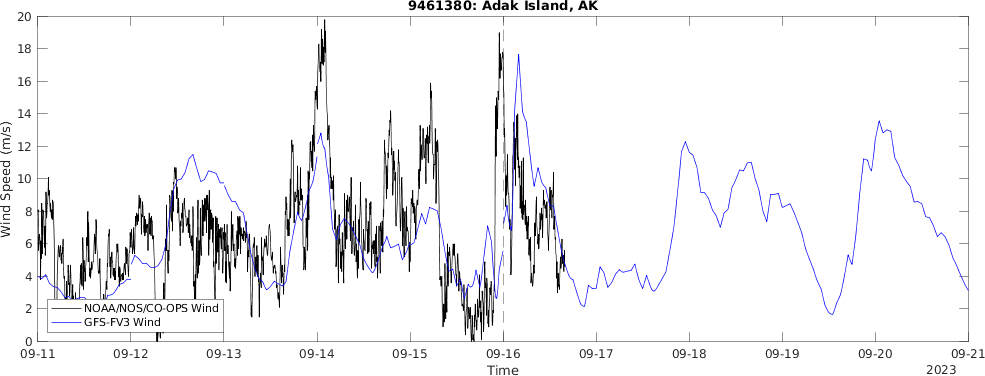 9461380: Adak Island, AK
Wind Speed (m/s)
20
18
16
14
12
10
8
6
4
2
0
NOAA/NOS/CO-OPS Wind
GFS-FV3 Wind
09-11 09-12 09-13 09-14 09-15 09-16 09-17 09-18 09-19 09-20 09-21
Time
2023